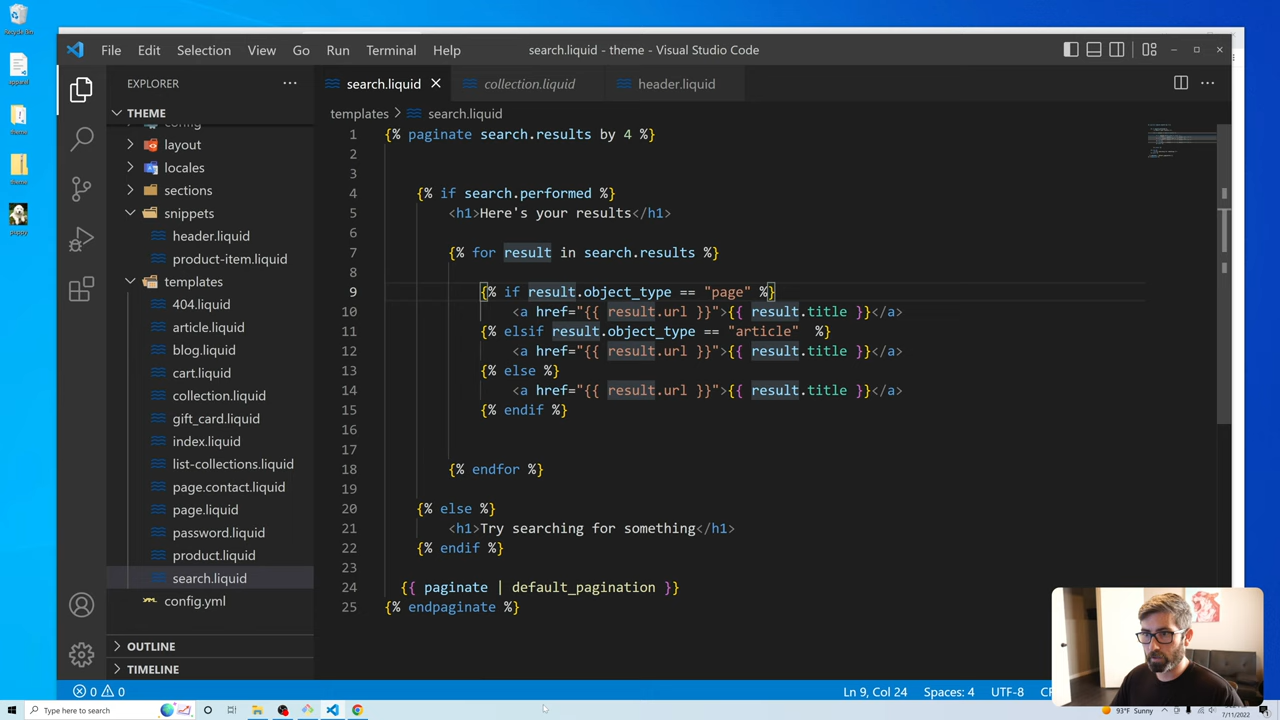 File Edit Selection View Go Run Terminal Help
search.liquid - theme - Visual Studio Code
EXPLORER
THEME
config
layout
locales
sections
snippets
header.liquid
product-item.liquid
templates
404.liquid
article.liquid
blog.liquid
cart.liquid
collection.liquid
gift_card.liquid
index.liquid
list-collections.liquid
page.contact.liquid
page.liquid
password.liquid
product.liquid
search.liquid
config.yml
OUTLINE
TIMELINE
search.liquid collection.liquid header.liquid
templates > search.liquid
1 {% paginate search.results by 4 %}
2
3
4 {% if search.performed %}
5 <h1>Here's your results</h1>
6
7 {% for result in search.results %}
8
9 {% if result.object_type == "page" %}
10 <a href="{{ result.url }}">{{ result.title }}</a>
11 {% elsif result.object_type == "article"  %}
12 <a href="{{ result.url }}">{{ result.title }}</a>
13 {% else %}
14 <a href="{{ result.url }}">{{ result.title }}</a>
15 {% endif %}
16
17
18 {% endfor %}
19
20 {% else %}
21 <h1>Try searching for something</h1>
22 {% endif %}
23
24 {{ paginate | default_pagination }}
25 {% endpaginate %}
0 0 Ln 9, Col 24 Spaces: 4 UTF-8
Type here to search
93°F Sunny
7/11/2022